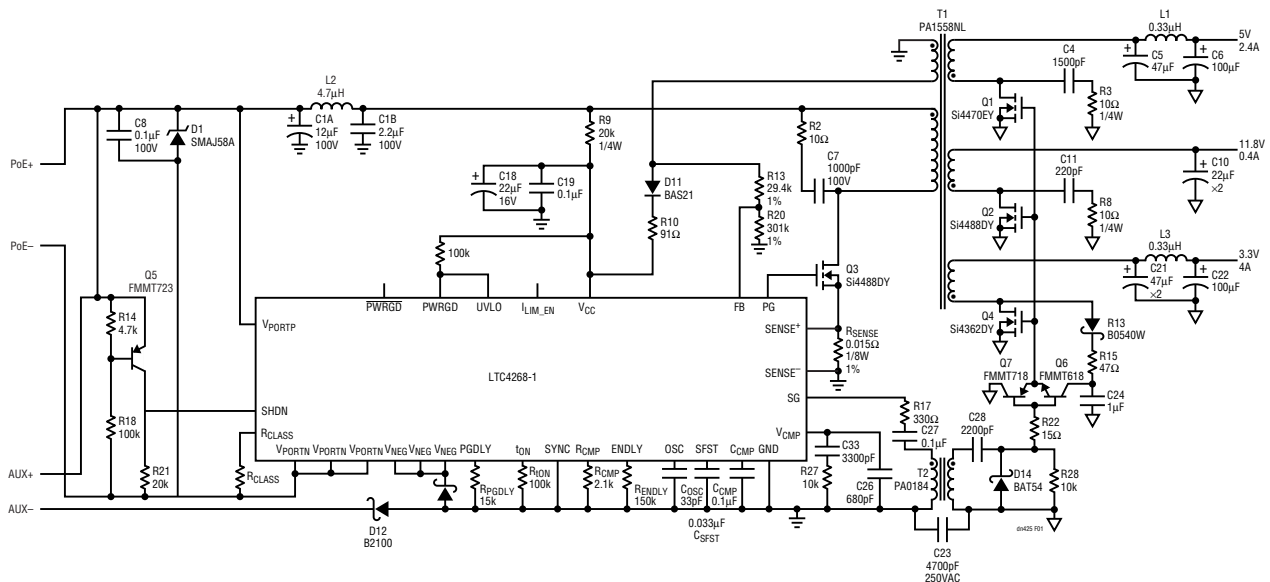 T1
PA1558NL
L1
0.33µH
5V
2.4A
C4
1500pF
C5
47µF
C6
100µF
R3
10Ω
1/4W
Q1
Si4470EY
L2
4.7µH
C8
0.1µF
100V
D1
SMAJ58A
C1A
12µF
100V
C1B
2.2µF
100V
R9
20k
1/4W
R2
10Ω
C7
1000pF
100V
PoE+
C18
22µF
16V
C19
0.1µF
D11
BAS21
R10
91Ω
R13
29.4k
1%
R20
301k
1%
11.8V
0.4A
C11
220pF
C10
22µF
×2
R8
10Ω
1/4W
Q2
Si4488DY
PoE–
100k
Q5
FMMT723
Q3
Si4488DY
L3
0.33µH
3.3V
4A
C21
47µF
×2
C22
100µF
Q4
Si4362DY
R13
B0540W
R15
47Ω
PWRGD
PWRGD
UVLO
ILIM_EN
VCC
FB
PG
R14
4.7k
VPORTP
SENSE+
RSENSE
0.015Ω
1/8W
1%
SENSE–
LTC4268-1
SG
VCMP
SHDN
RCLASS
Q7
FMMT718
Q6
FMMT618
C24
1µF
R18
100k
R17
330Ω
C27
0.1µF
C28
2200pF
R22
15Ω
VPORTN
VPORTN
VPORTN
VNEG
VNEG
VNEG
PGDLY
tON
SYNC
RCMP
ENDLY
OSC
SFST
CCMP
GND
AUX+
R21
20k
RCLASS
RPGDLY
15k
RtON
100k
RCMP
2.1k
RENDLY
150k
COSC
33pF
CCMP
0.1µF
0.033µF
CSFST
C33
3300pF
R27
10k
C26
680pF
T2
PA0184
D14
BAT54
R28
10k
AUX–
D12
B2100
C23
4700pF
250VAC
dn425 F01